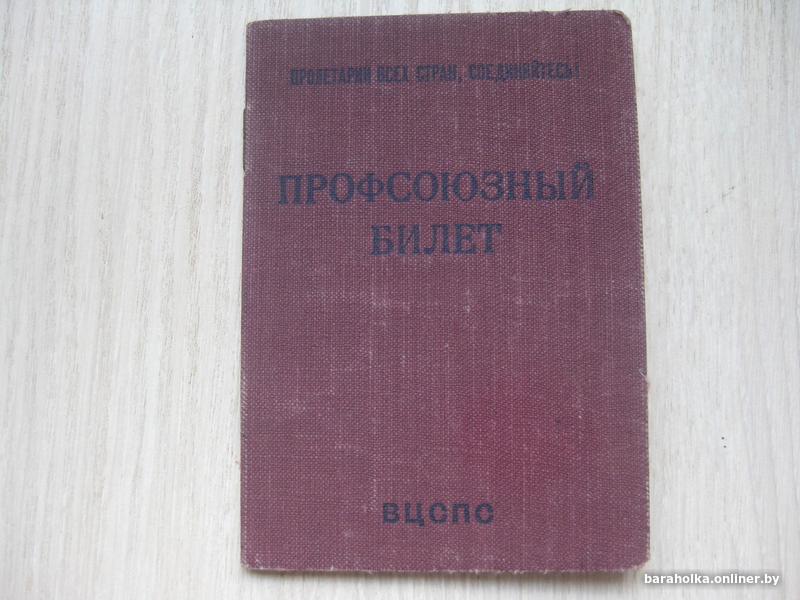 ПРОЛЕТАРИИ ВСЕХ СТРАН, СОЕДИНЯЙТЕСЬ!
ПРОФСОЮЗНЫЙ
БИЛЕТ
ВЦСПС
baraholka.onliner.by